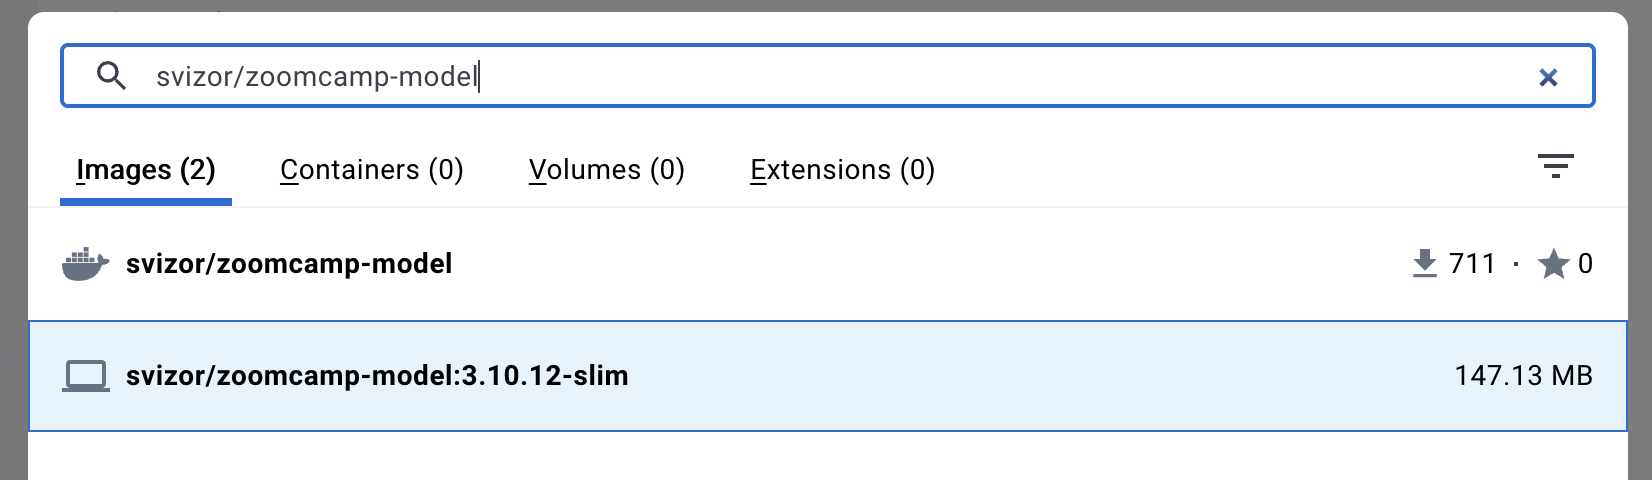 svizor/zoomcamp-model
Images (2) Containers (0) Volumes (0) Extensions (0)
svizor/zoomcamp-model 711 · 0
svizor/zoomcamp-model:3.10.12-slim 147.13 MB